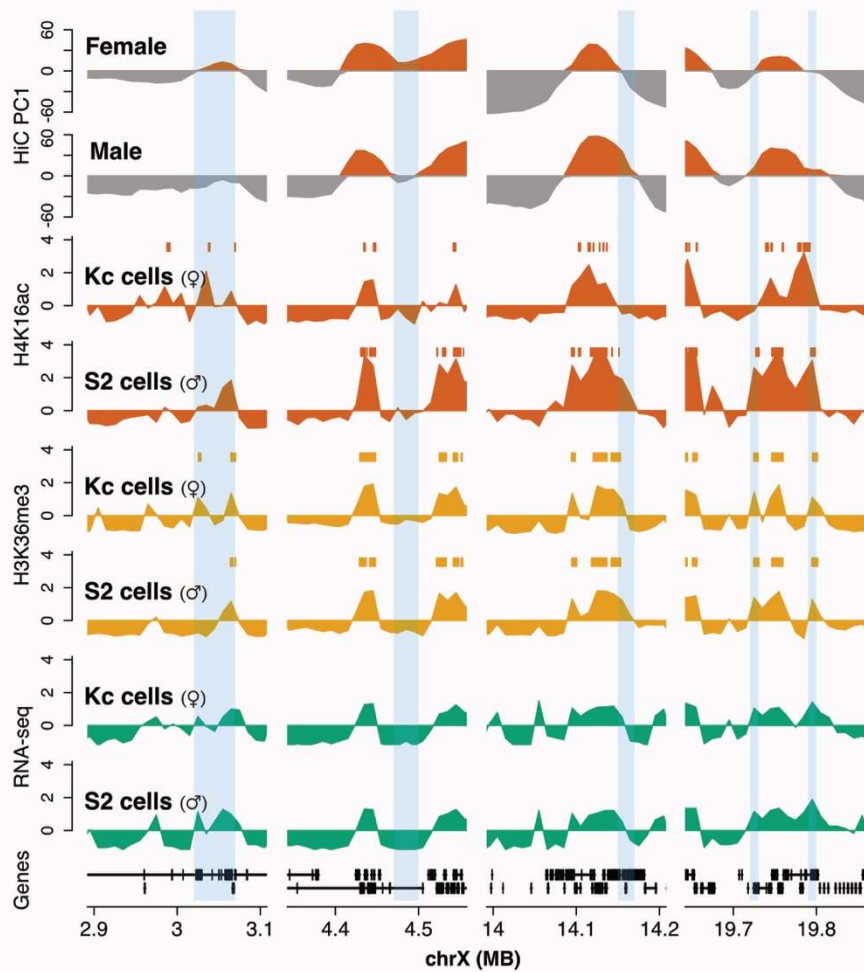 HiC PC1
60
0
-60
Female
60
0
-60
Male
H4K16ac
4
2
0
Kc cells (♀)
4
2
0
S2 cells (♂)
H3K36me3
4
2
0
Kc cells (♀)
4
2
0
S2 cells (♂)
RNA-seq
4
2
0
Kc cells (♀)
4
2
0
S2 cells (♂)
Genes
2.9 3 3.1 4.4 4.5 14 14.1 14.2 19.7 19.8
chrX (MB)